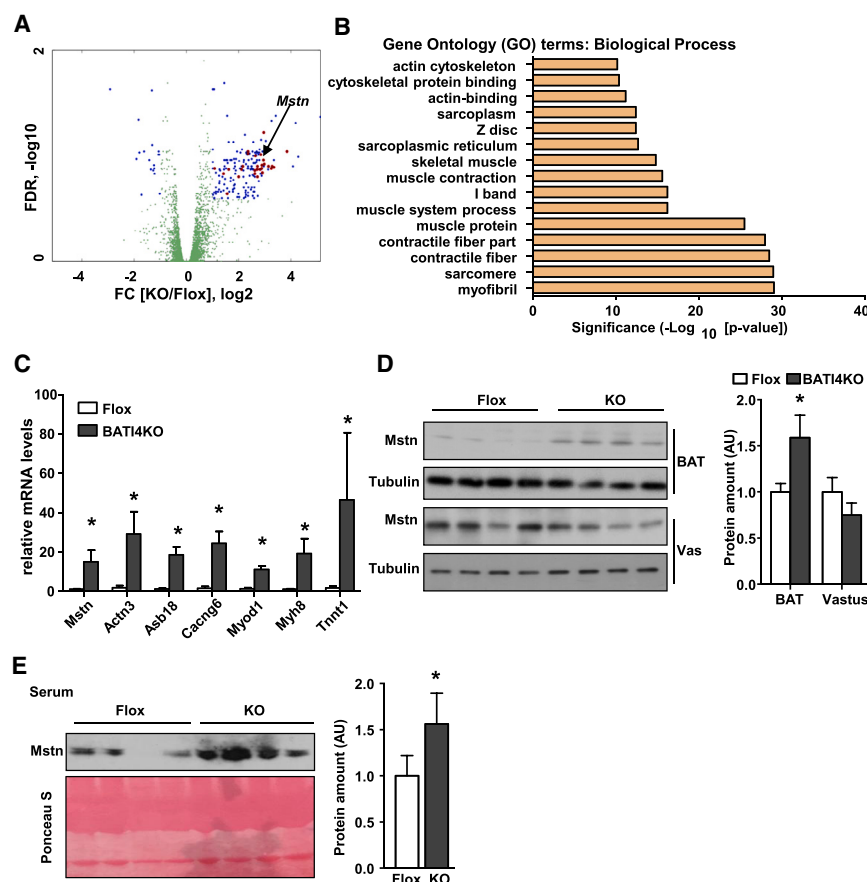 A
2
Mstn
FDR, -log10
0
-4
-2
0
2
4
FC [KO/Flox], log2
B
Gene Ontology (GO) terms: Biological Process
actin cytoskeleton
cytoskeletal protein binding
actin-binding
sarcoplasm
Z disc
sarcoplasmic reticulum
skeletal muscle
muscle contraction
I band
muscle system process
muscle protein
contractile fiber part
contractile fiber
sarcomere
myofibril
0 10 20 30 40
Significance (-Log 10 [p-value])
C
relative mRNA levels
100
80
60
40
20
0
Flox
BATI4KO
* * * * * * *
Mstn
Actn3
Asb18
Cacng6
Myod1
Myh8
Tnnt1
D
Flox KO
Mstn
Tubulin
BAT
Mstn
Tubulin
Vas
Flox BATI4KO
Protein amount (AU)
2.0
1.5
1.0
0.5
0.0
*
BAT Vastus
E
Serum
Flox KO
Mstn
Ponceau S
Protein amount (AU)
2.0
1.5
1.0
0.5
0.0
*
Flox KO